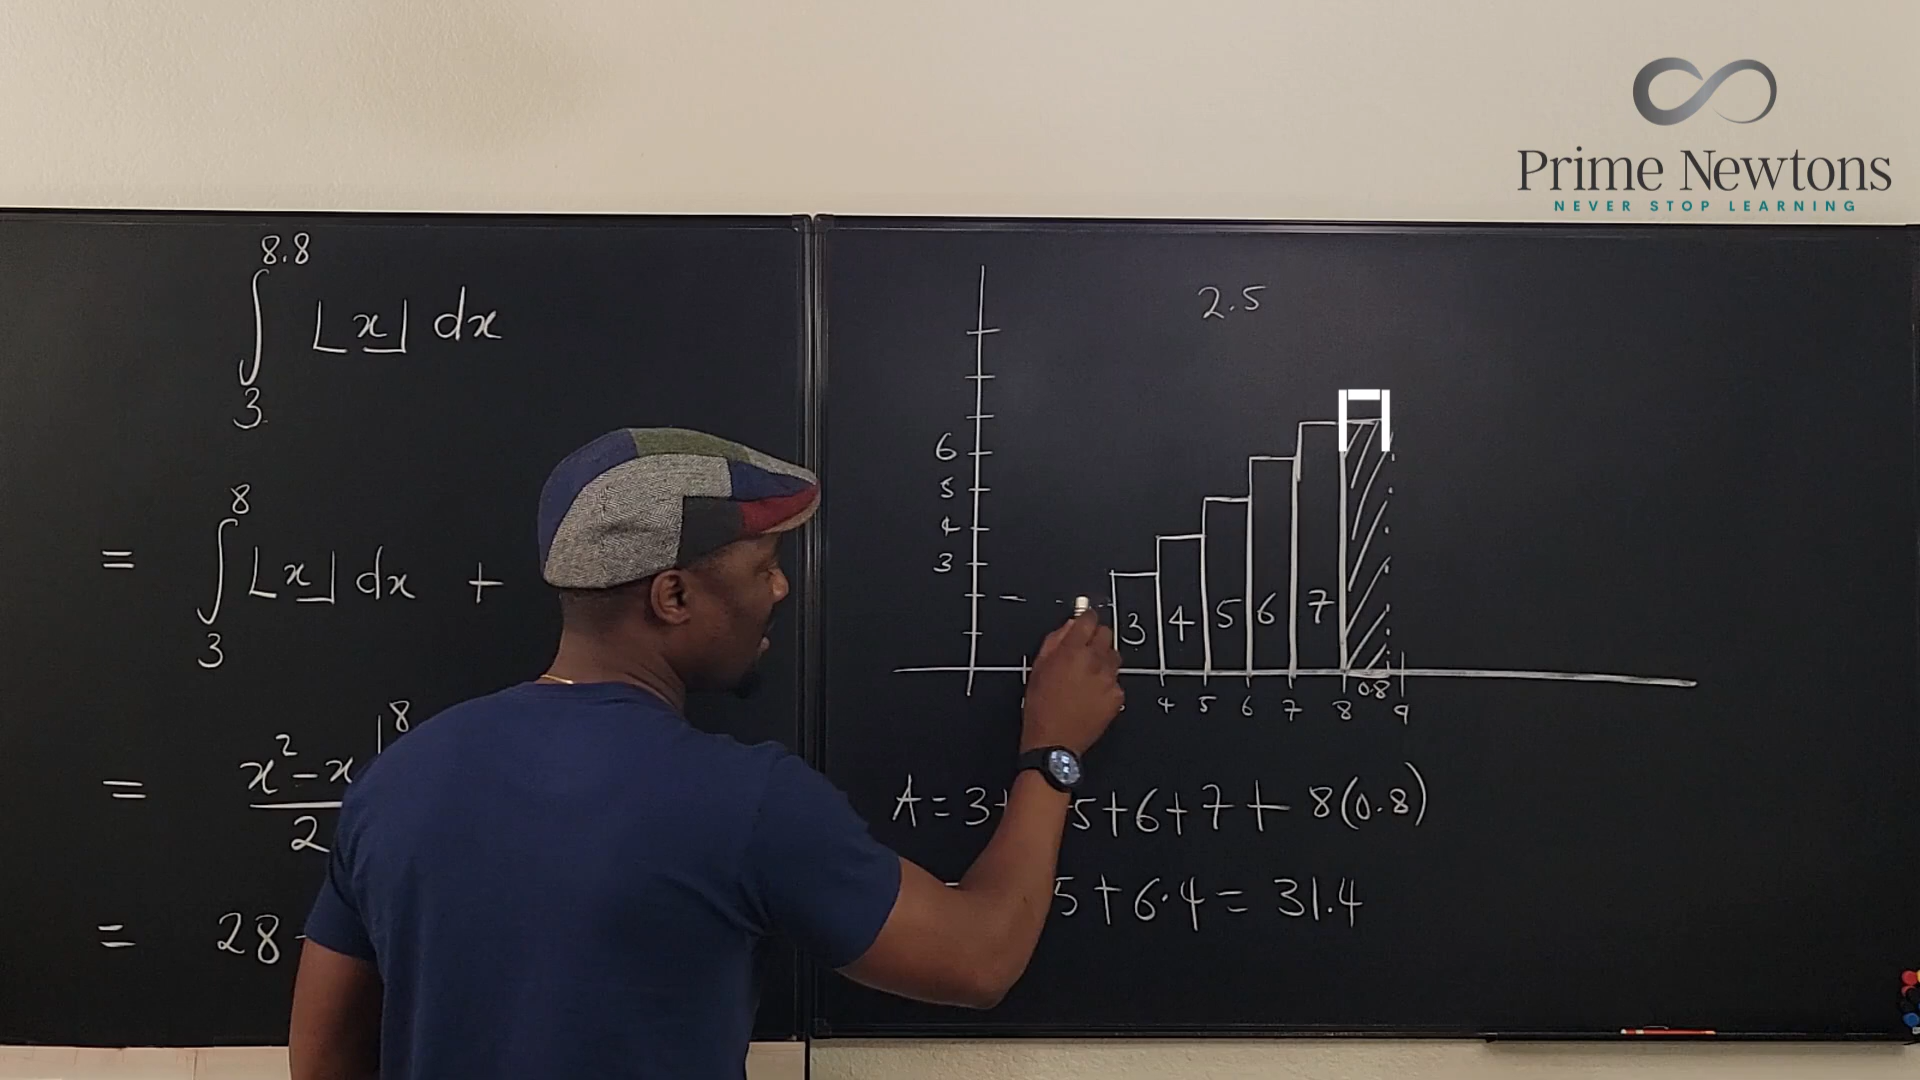 Prime Newtons
NEVER STOP LEARNING
8.8
∫ ⌊x⌋ dx
3
8
= ∫ ⌊x⌋ dx +
3
= x² - x |8
2
= 28
2.5
6
5
4
3
3 4 5 6 7
0.8
4 5 6 7 8 9
A = 3+ 5+6+7+ 8(0.8)
5+6.4 = 31.4